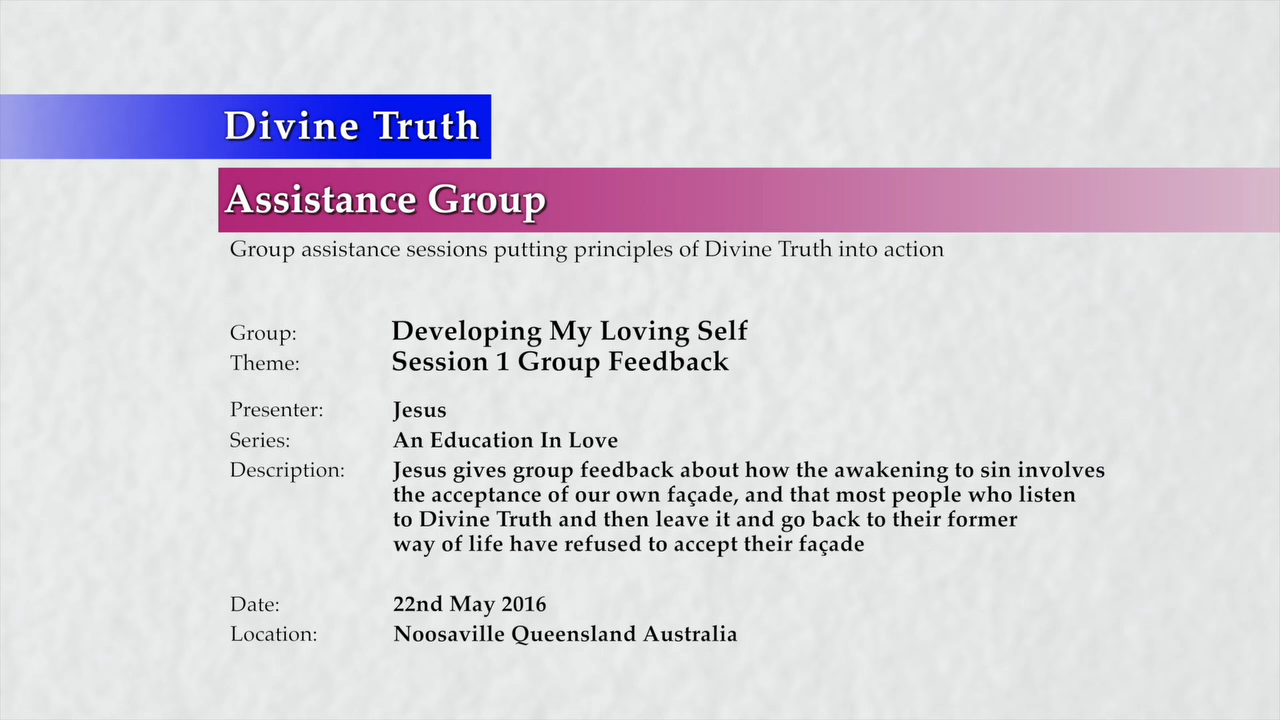 Divine Truth
Assistance Group
Group assistance sessions putting principles of Divine Truth into action
Group: Developing My Loving Self
Theme: Session 1 Group Feedback
Presenter: Jesus
Series: An Education In Love
Description: Jesus gives group feedback about how the awakening to sin involves
the acceptance of our own façade, and that most people who listen
to Divine Truth and then leave it and go back to their former
way of life have refused to accept their façade
Date: 22nd May 2016
Location: Noosaville Queensland Australia